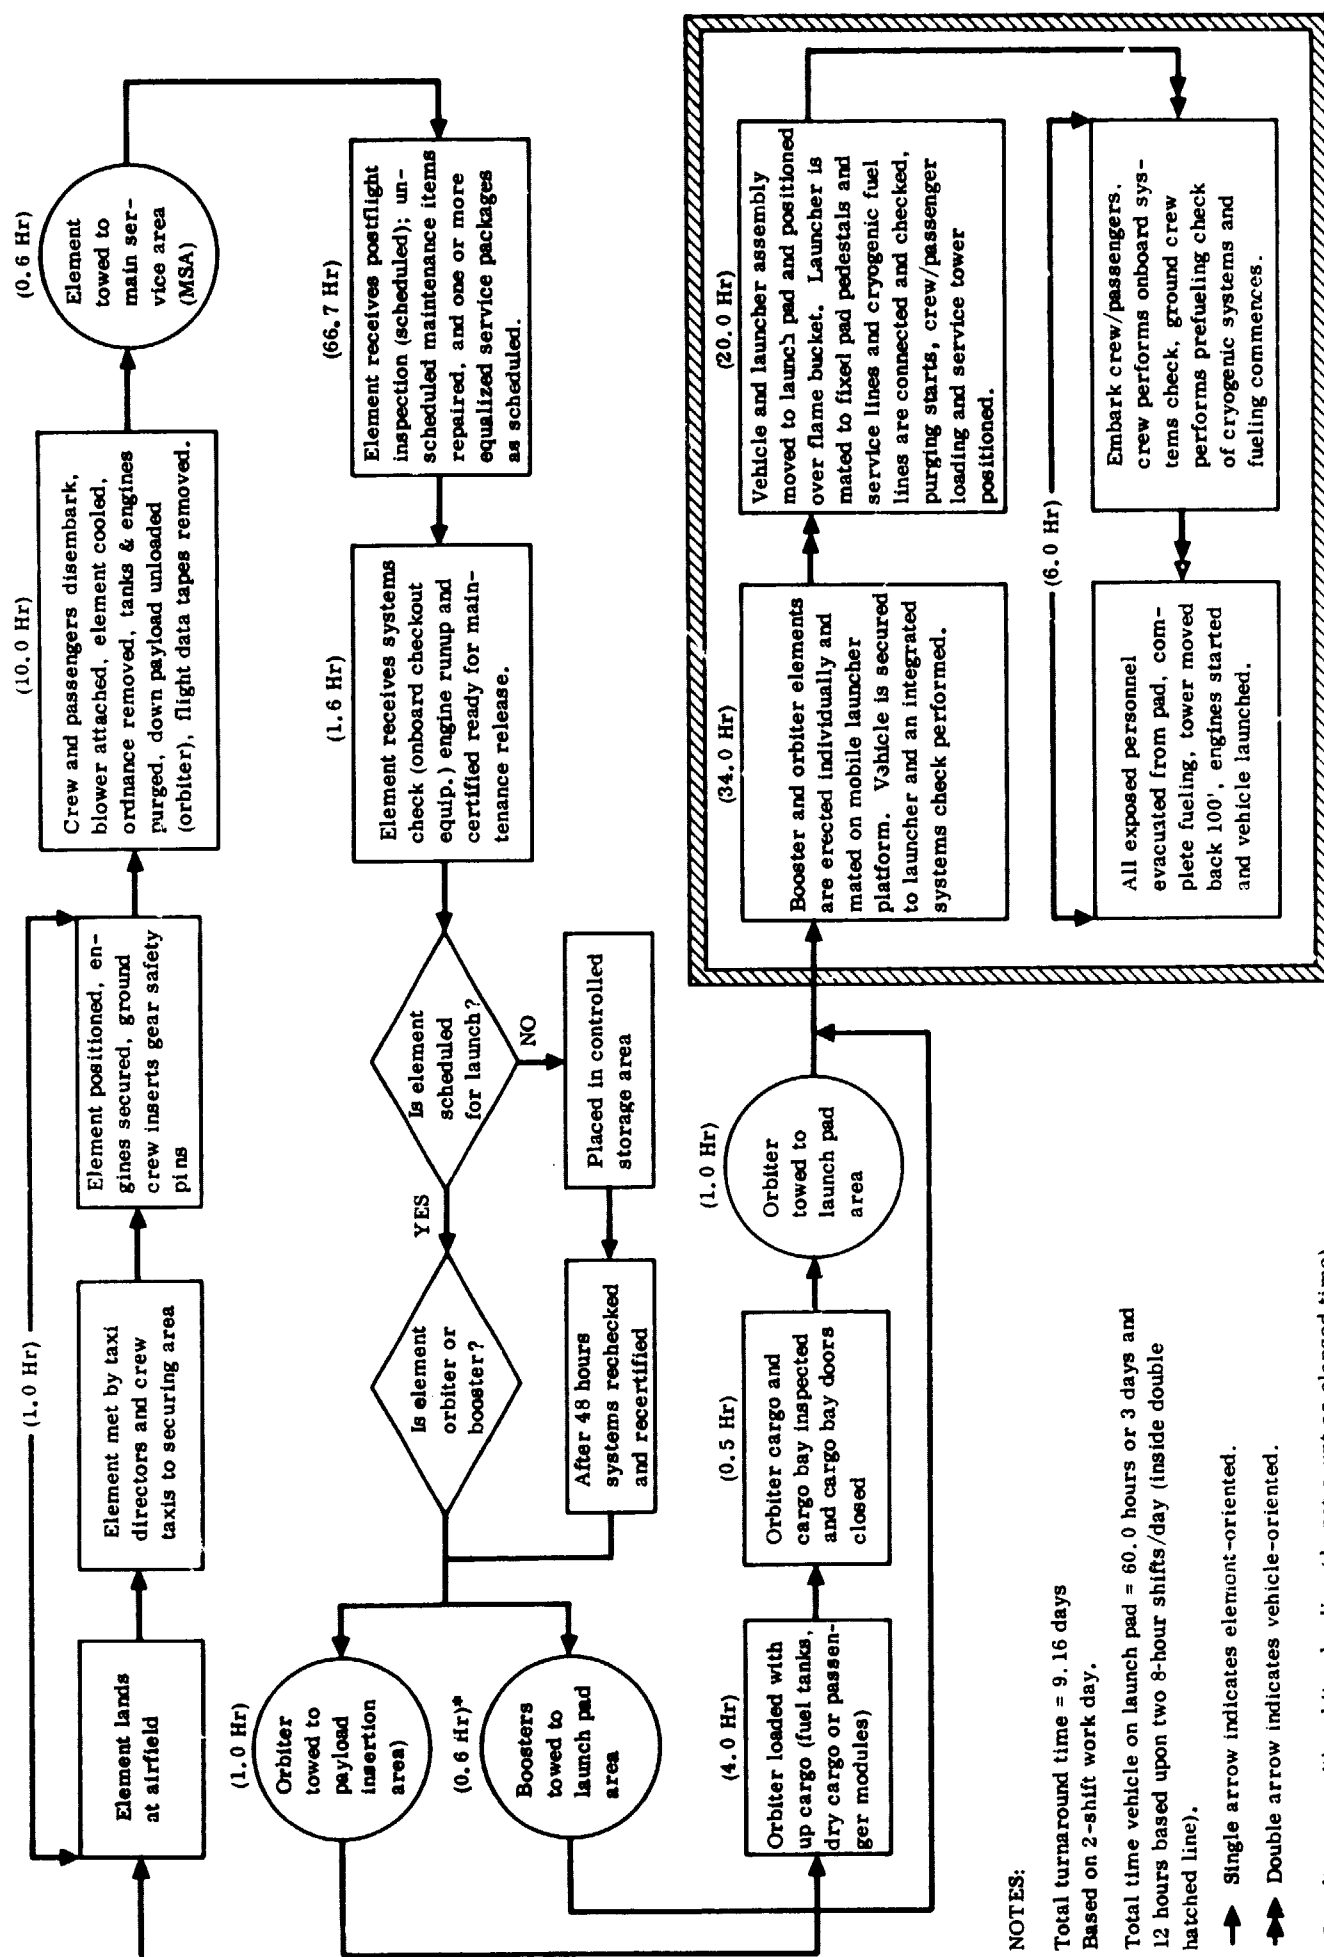 (1.0 Hr)
Element lands
at airfield
Element met by taxi
directors and crew
taxis to securing area
Element positioned, en-
gines secured, ground
crew inserts gear safety
pins
(10.0 Hr)
Crew and passengers disembark,
blower attached, element cooled,
ordnance removed, tanks & engines
purged, down payload unloaded
(orbiter), flight data tapes removed.
(0.6 Hr)
Element
towed to
main ser-
vice area
(MSA)
(66.7 Hr)
Element receives postflight
inspection (scheduled); un-
scheduled maintenance items
repaired, and one or more
equalized service packages
as scheduled.
(1.6 Hr)
Element receives systems
check (onboard checkout
equip.) engine runup and
certified ready for main-
tenance release.
Is element
scheduled
for launch?
NO
YES
Placed in controlled
storage area
After 48 hours
systems rechecked
and recertified
Is element
orbiter or
booster?
(1.0 Hr)
Orbiter
towed to
payload
insertion
area)
(0.6 Hr)*
Boosters
towed to
launch pad
area
(4.0 Hr)
Orbiter loaded with
up cargo (fuel tanks,
dry cargo or passen-
ger modules)
(0.5 Hr)
Orbiter cargo and
cargo bay inspected
and cargo bay doors
closed
(1.0 Hr)
Orbiter
towed to
launch pad
area
(34.0 Hr)
Booster and orbiter elements
are erected individually and
mated on mobile launcher
platform. Vehicle is secured
to launcher and an integrated
systems check performed.
(20.0 Hr)
Vehicle and launcher assembly
moved to launch pad and positioned
over flame bucket. Launcher is
mated to fixed pad pedestals and
service lines and cryogenic fuel
lines are connected and checked,
purging starts, crew/passenger
loading and service tower
positioned.
(6.0 Hr)
Embark crew/passengers.
crew performs onboard sys-
tems check, ground crew
performs prefueling check
of cryogenic systems and
fueling commences.
All exposed personnel
evacuated from pad, com-
plete fueling, tower moved
back 100', engines started
and vehicle launched.
NOTES:
Total turnaround time = 9.16 days
Based on 2-shift work day.
Total time vehicle on launch pad = 60.0 hours or 3 days and
12 hours based upon two 8-hour shifts/day (inside double
hatched line).
Single arrow indicates element-oriented.
Double arrow indicates vehicle-oriented.